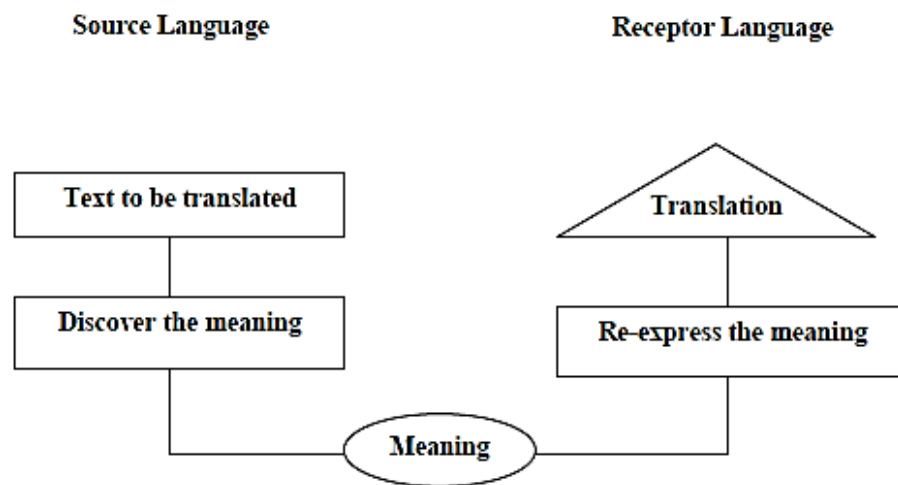 Source Language
Receptor Language
Text to be translated
Translation
Discover the meaning
Re-express the meaning
Meaning